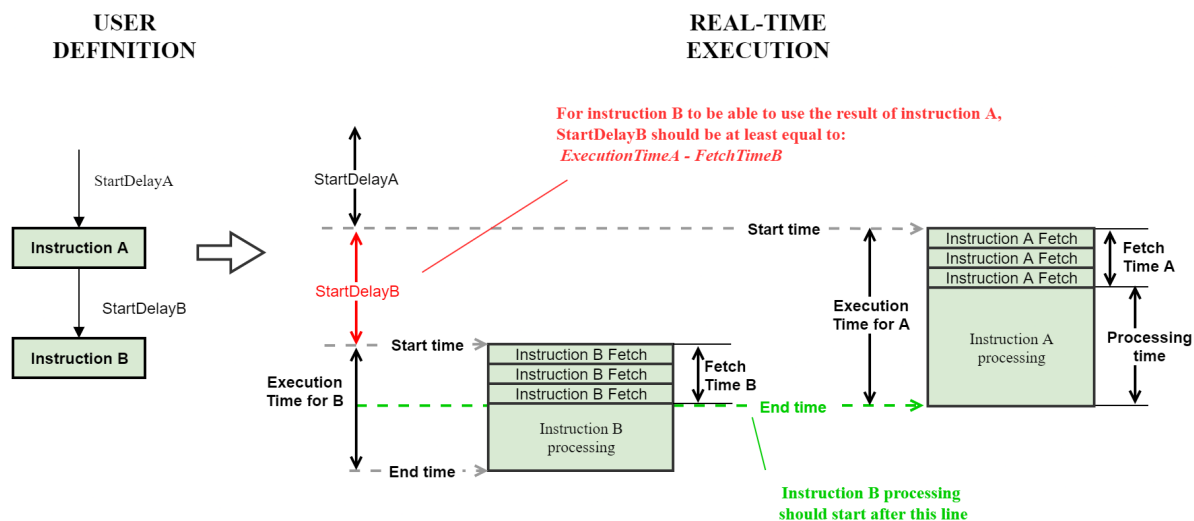 USER
DEFINITION
REAL-TIME
EXECUTION
For instruction B to be able to use the result of instruction A,
StartDelayB should be at least equal to:
ExecutionTimeA - FetchTimeB
StartDelayA
Instruction A
StartDelayB
Instruction B
StartDelayA
StartDelayB
Start time
Execution
Time for B
End time
Instruction B Fetch
Instruction B Fetch
Instruction B Fetch
Instruction B
processing
Fetch
Time B
Start time
Execution
Time for A
End time
Instruction A Fetch
Instruction A Fetch
Instruction A Fetch
Instruction A
processing
Fetch
Time A
Processing
time
Instruction B processing
should start after this line